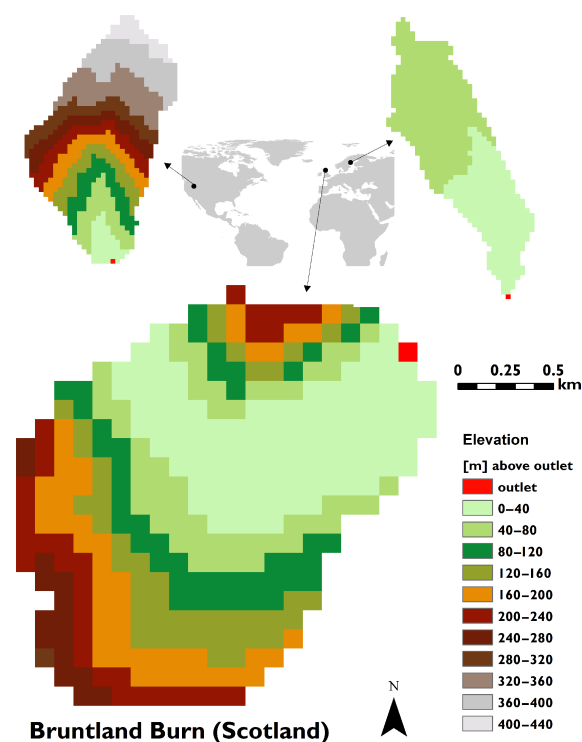 0 0.25 0.5
km
Elevation
[m] above outlet
outlet
0–40
40–80
80–120
120–160
160–200
200–240
240–280
280–320
320–360
360–400
400–440
N
Bruntland Burn (Scotland)